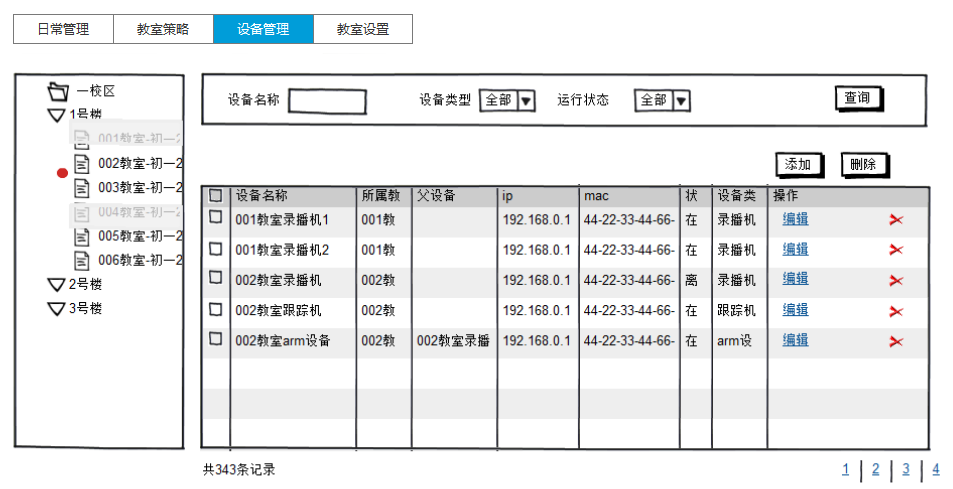 日常管理 教室策略 设备管理 教室设置
一校区
1号楼
001教室-初一2
002教室-初一2
003教室-初一2
004教室-初一2
005教室-初一2
006教室-初一2
2号楼
3号楼
设备名称 设备类型 全部 运行状态 全部 查询
添加 删除
设备名称 所属教 父设备 ip mac 状 设备类 操作
001教室录播机1 001教 192.168.0.1 44-22-33-44-66- 在 录播机 编辑
001教室录播机2 001教 192.168.0.1 44-22-33-44-66- 在 录播机 编辑
002教室录播机 002教 192.168.0.1 44-22-33-44-66- 离 录播机 编辑
002教室跟踪机 002教 192.168.0.1 44-22-33-44-66- 在 跟踪机 编辑
002教室arm设备 002教 002教室录播 192.168.0.1 44-22-33-44-66- 在 arm设 编辑
共343条记录 1 2 3 4